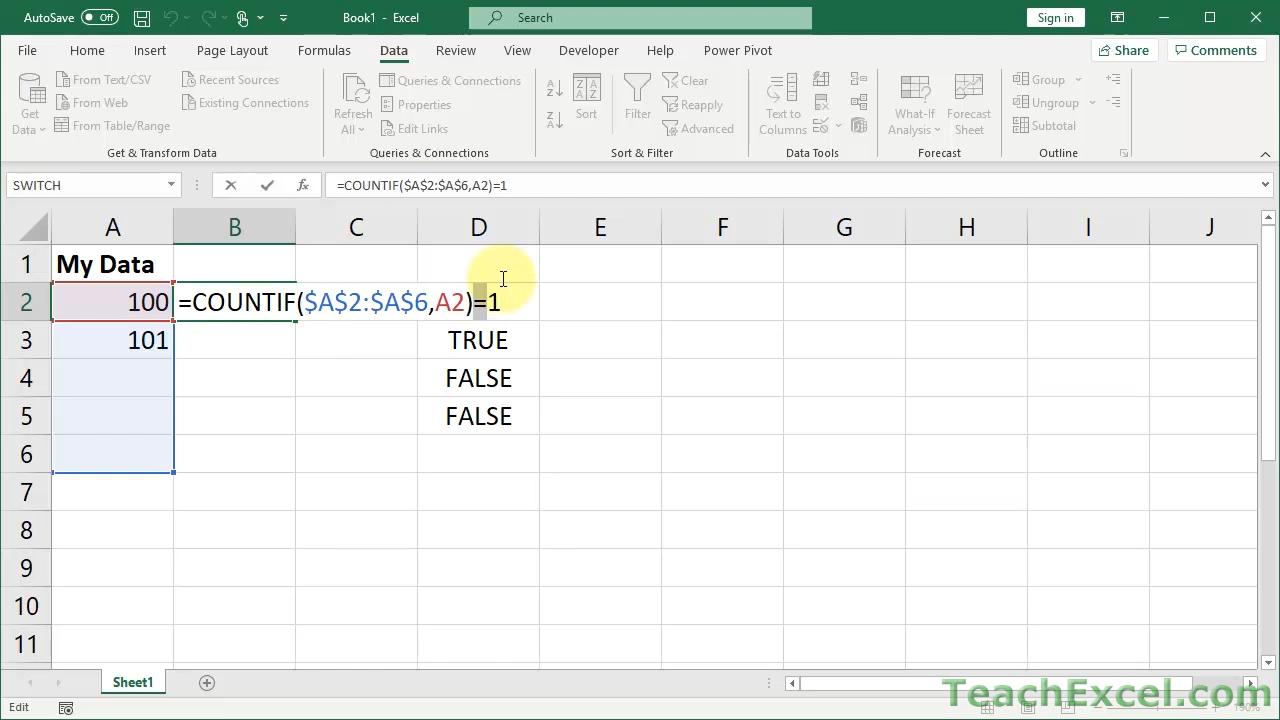 AutoSave Off Book1 - Excel Search Sign in
File Home Insert Page Layout Formulas Data Review View Developer Help Power Pivot Share Comments
Get Data
From Text/CSV
From Web
From Table/Range
Recent Sources
Existing Connections
Get & Transform Data
Refresh All
Queries & Connections
Properties
Edit Links
Queries & Connections
Sort
Filter
Clear
Reapply
Advanced
Sort & Filter
Text to Columns
Data Tools
What-If Analysis
Forecast Sheet
Forecast
Group
Ungroup
Subtotal
Outline
SWITCH fx =COUNTIF($A$2:$A$6,A2)=1
A B C D E F G H I J
1 My Data
2 100 =COUNTIF($A$2:$A$6,A2)=1
3 101 TRUE
4 FALSE
5 FALSE
6
7
8
9
10
11
Sheet1
Edit
TeachExcel.com